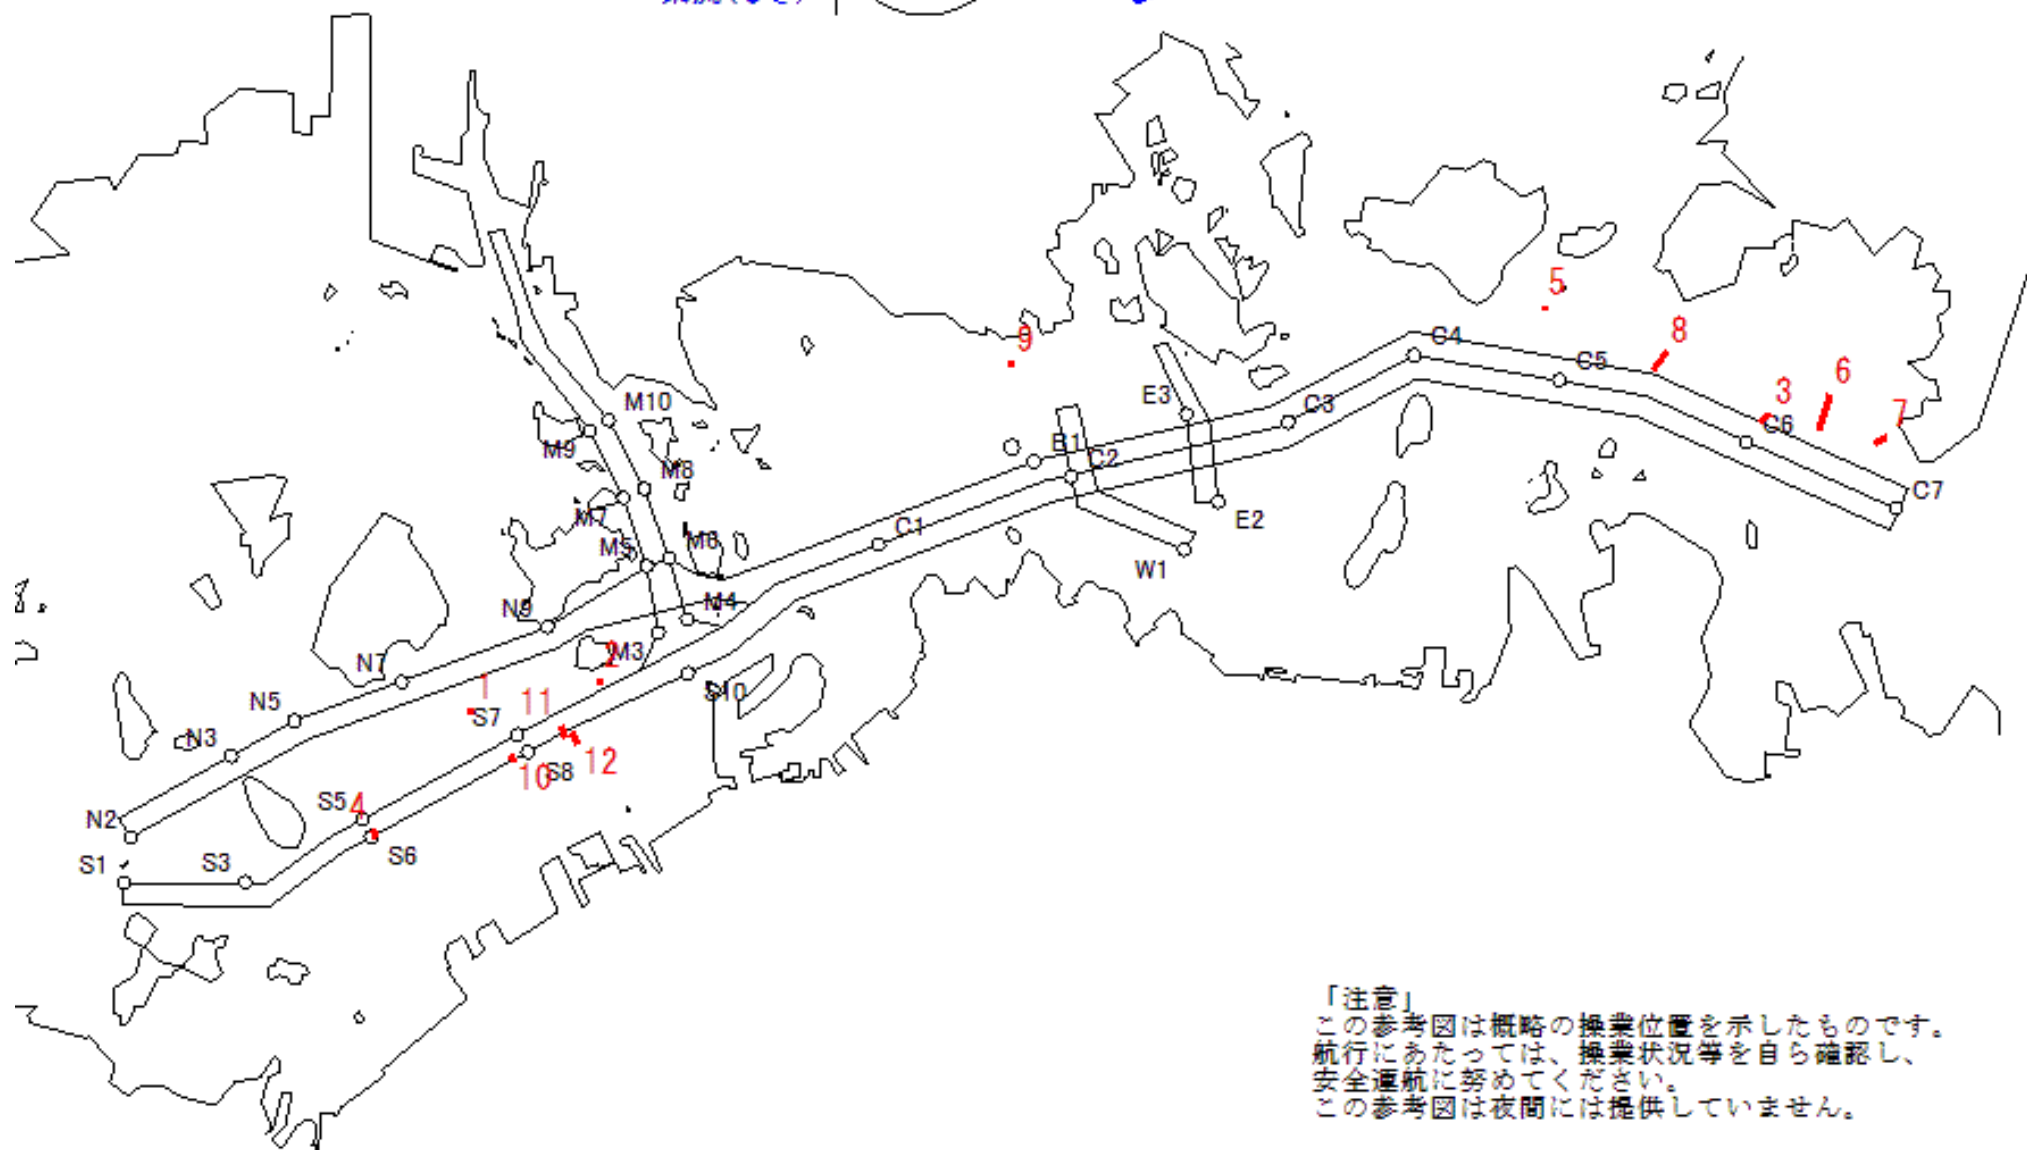 5
C4
8
9
C5
6
E3
3
7
M10
C3
C6
B1
M9
C2
M8
C7
M7
E2
C1
M5
M6
W1
N9
M4
M3
2
N7
1
S10
N5
S7
11
N3
12
10
S8
S5
4
N2
S6
S1
S3
「注意」
この参考図は概略の操業位置を示したものです。
航行にあたっては、操業状況等を自ら確認し、
安全運航に努めてください。
この参考図は夜間には提供していません。